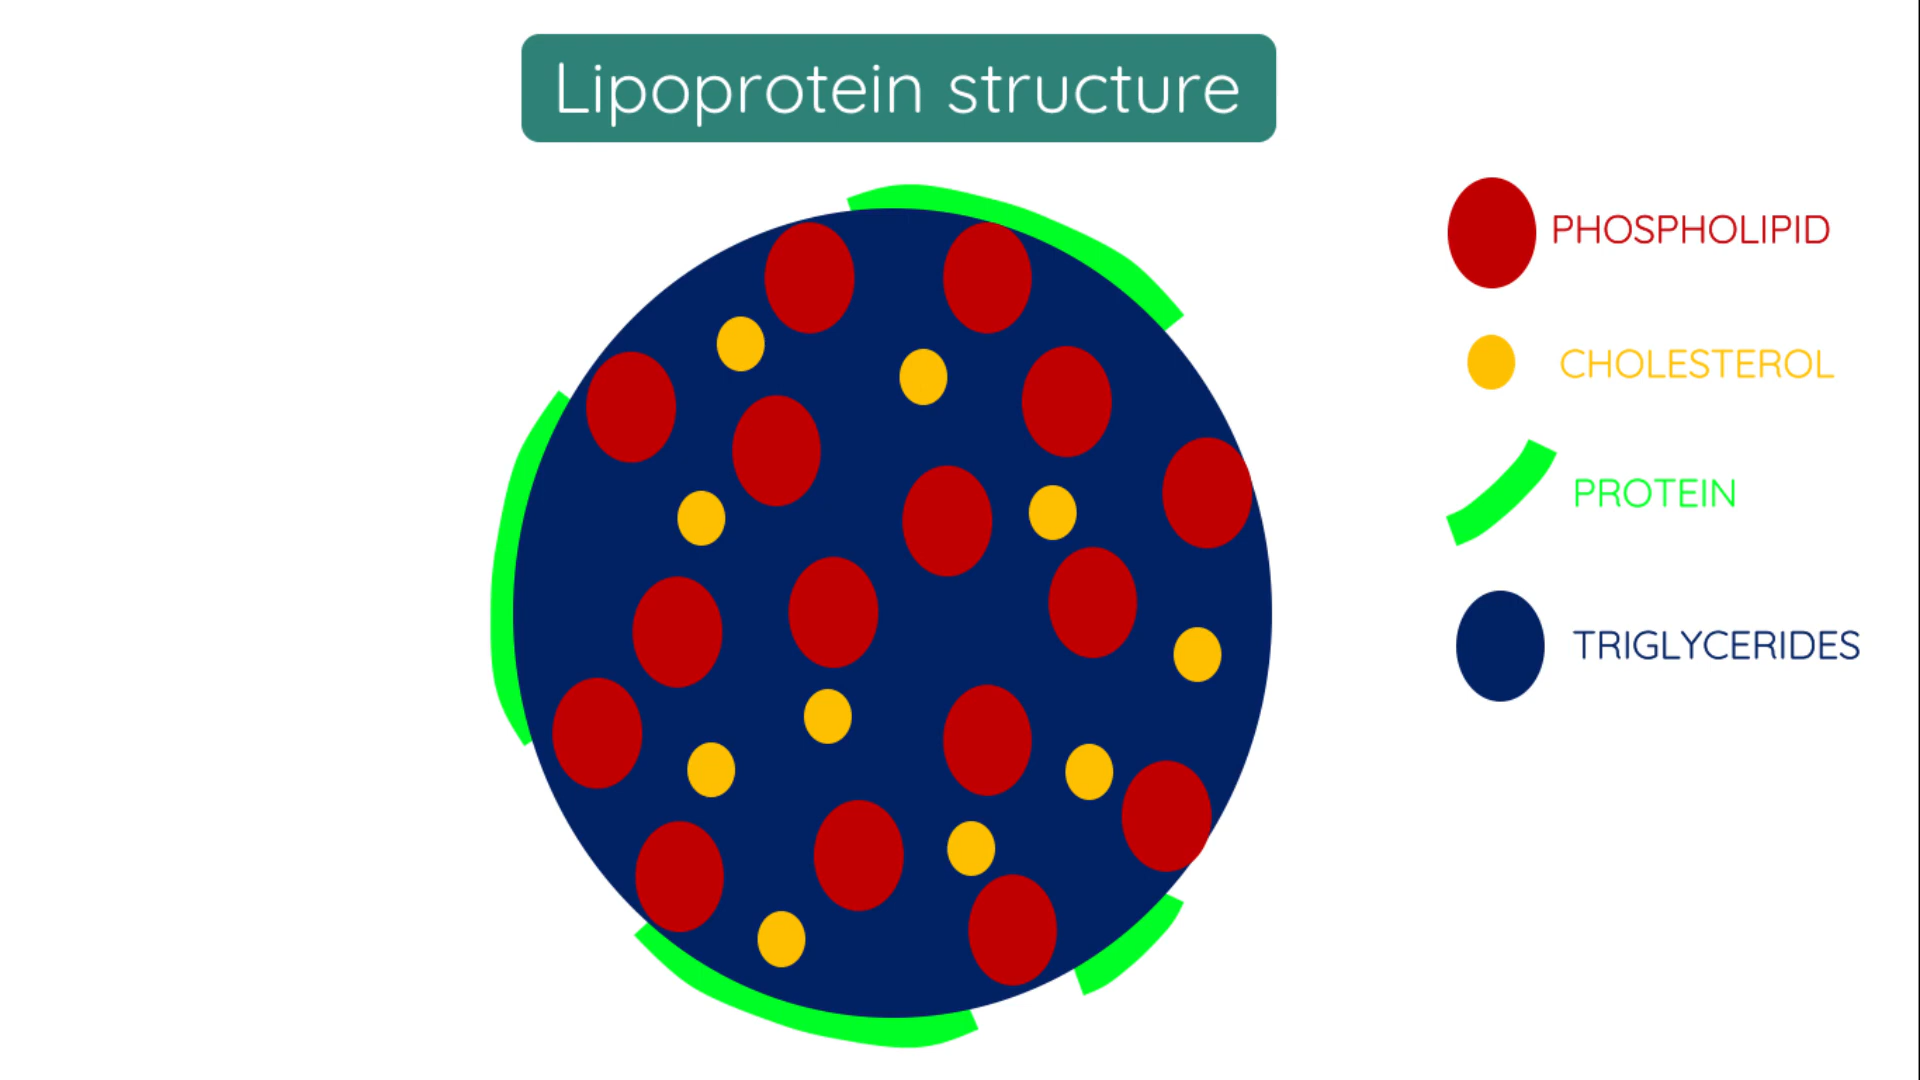 Lipoprotein structure
PHOSPHOLIPID
CHOLESTEROL
PROTEIN
TRIGLYCERIDES